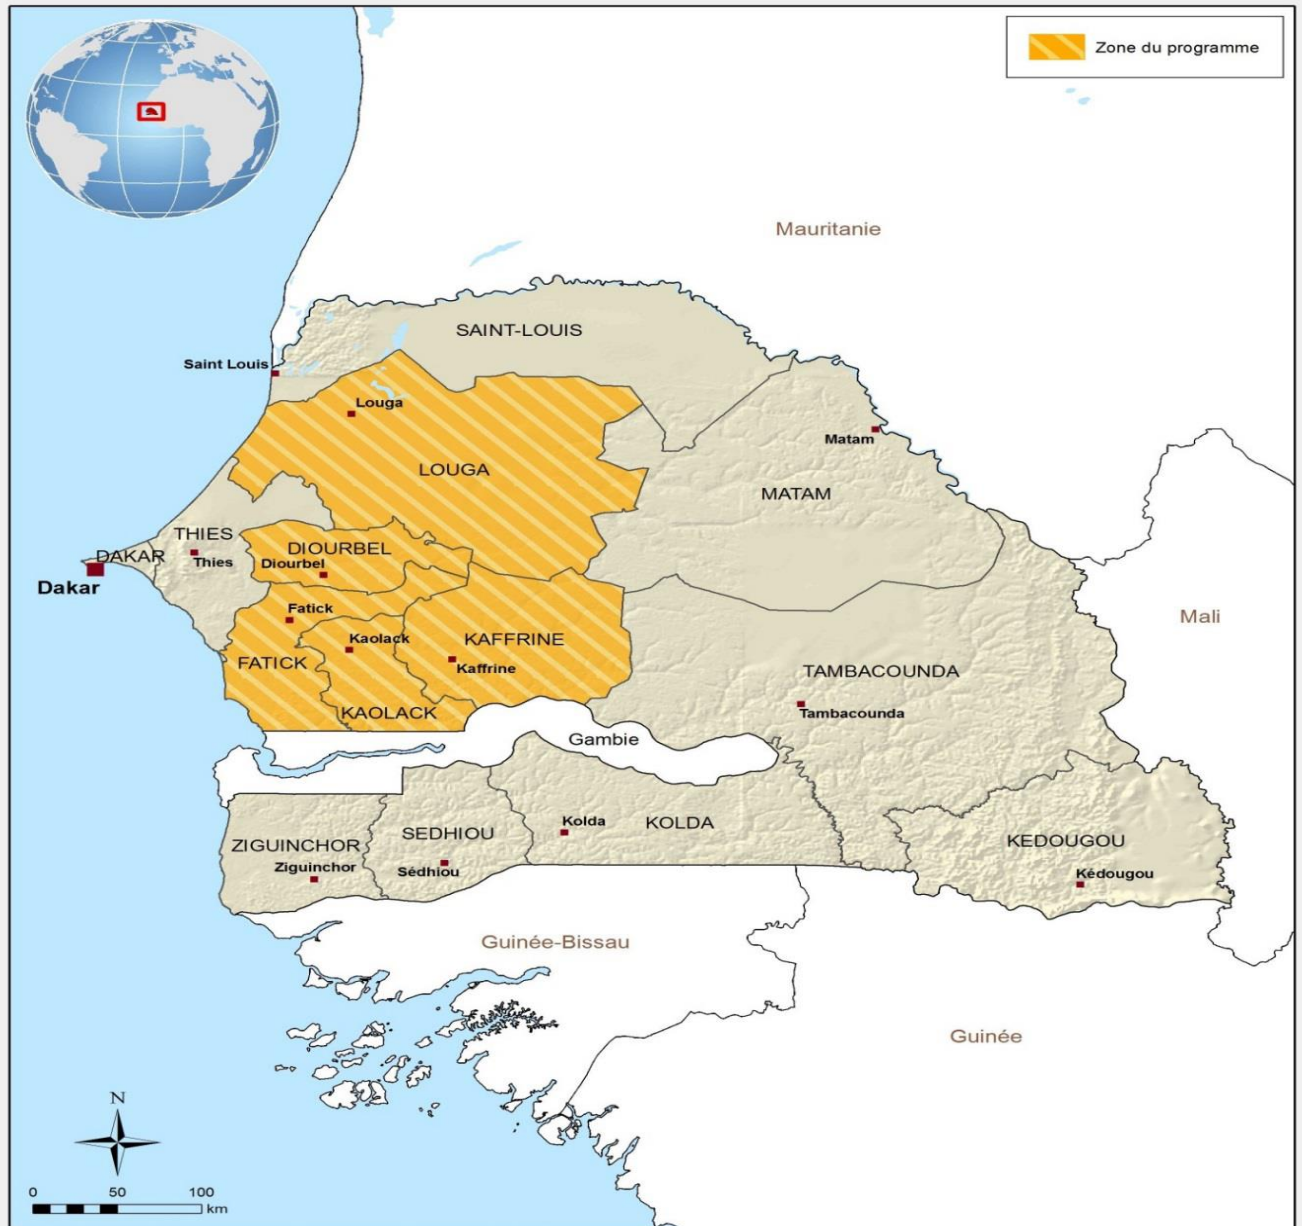 Zone du programme
Mauritanie
SAINT-LOUIS
Saint Louis
Louga
LOUGA
Matam
MATAM
THIES
Thies
DAKAR
Dakar
DIOURBEL
Diourbel
Fatick
FATICK
Kaolack
KAOLACK
KAFFRINE
Kaffrine
Mali
TAMBACOUNDA
Tambacounda
Gambie
ZIGUINCHOR
Ziguinchor
SEDHIOU
Sédhiou
Kolda
KOLDA
KEDOUGOU
Kédougou
Guinée-Bissau
Guinée
N
0 50 100
km